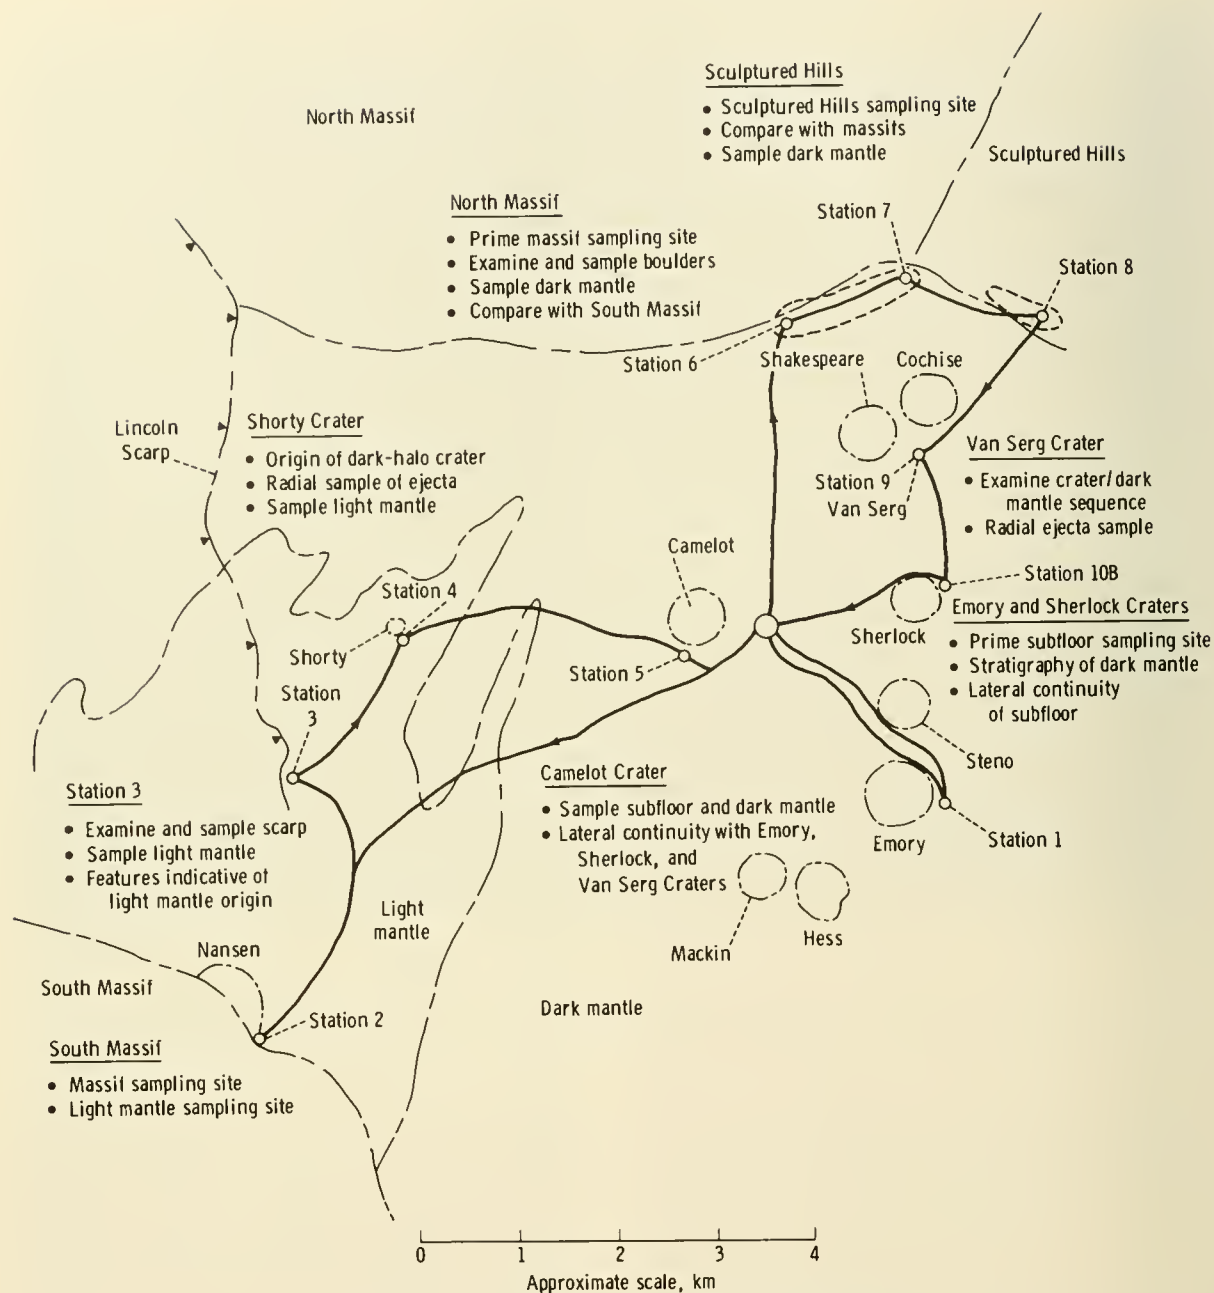 Sculptured Hills
• Sculptured Hills sampling site
• Compare with massits
• Sample dark mantle
North Massif
Sculptured Hills
North Massif
• Prime massif sampling site
• Examine and sample boulders
• Sample dark mantle
• Compare with South Massif
Station 7
Station 8
Station 6
Shakespeare
Cochise
Lincoln
Scarp
Shorty Crater
• Origin of dark-halo crater
• Radial sample of ejecta
• Sample light mantle
Station 9
Van Serg
Van Serg Crater
• Examine crater/dark
mantle sequence
• Radial ejecta sample
Camelot
Station 4
Shorty
Station
3
Station 5
Station 10B
Sherlock
Emory and Sherlock Craters
• Prime subfloor sampling site
• Stratigraphy of dark mantle
• Lateral continuity
of subfloor
Steno
Station 3
• Examine and sample scarp
• Sample light mantle
• Features indicative of
light mantle origin
Camelot Crater
• Sample subfloor and dark mantle
• Lateral continuity with Emory,
Sherlock, and
Van Serg Craters
Emory
Station 1
Light
mantle
Mackin
Hess
Nansen
South Massif
Station 2
Dark mantle
South Massif
• Massif sampling site
• Light mantle sampling site
0 1 2 3 4
Approximate scale, km